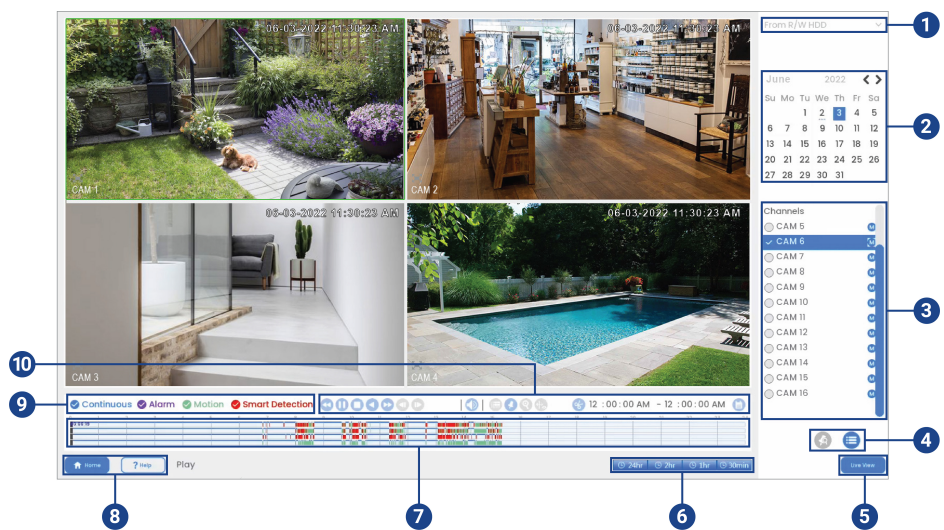 06-03-2022 11:30:23 AM
CAM 1
06-03-2022 11:30:23 AM
CAM 2
06-03-2022 11:30:23 AM
CAM 3
06-03-2022 11:30:23 AM
CAM 4
From R/W HDD
1
June 2022
Su Mo Tu We Th Fr Sa
1 2 3 4 5
6 7 8 9 10 11 12
13 14 15 16 17 18 19
20 21 22 23 24 25 26
27 28 29 30 31
2
Channels
CAM 5
CAM 6
CAM 7
CAM 8
CAM 9
CAM 10
CAM 11
CAM 12
CAM 13
CAM 14
CAM 15
CAM 16
3
10
9
Continuous Alarm Motion Smart Detection
12 : 00 : 00 AM - 12 : 00 : 00 AM
4
Home ? Help Play
24hr 2hr 1hr 30min
Live View
8
7
6
5